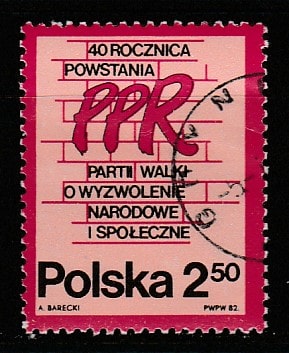 40 ROCZNICA
POWSTANIA
PPR
PARTII WALKI
O WYZWOLENIE
NARODOWE
I SPOŁECZNE
Polska 2 50
A. BARECKI PWPW 82